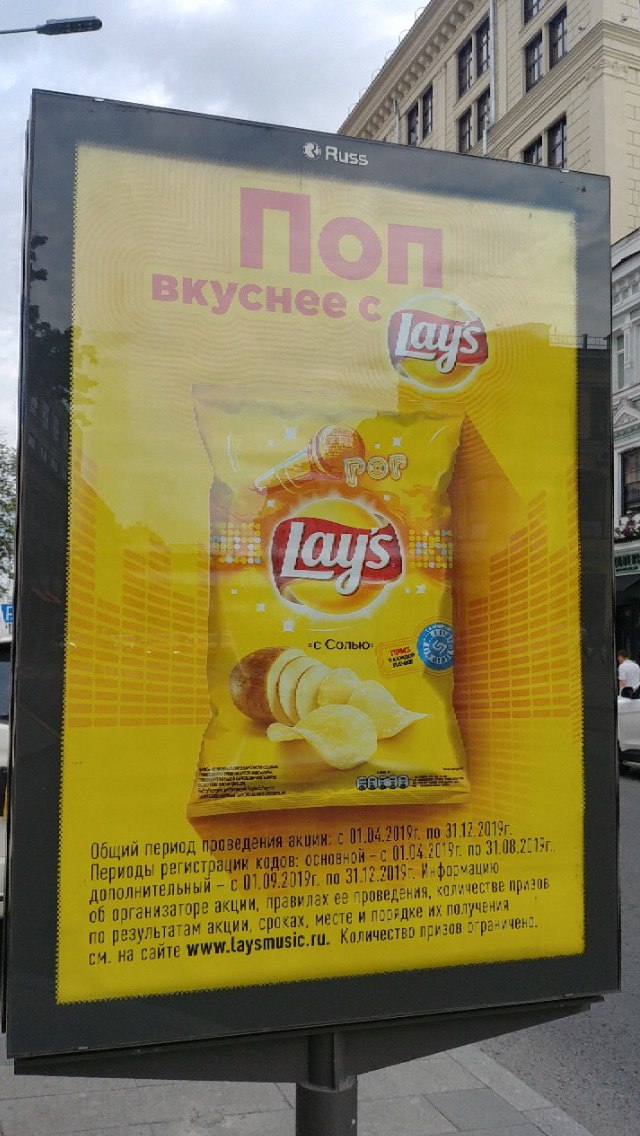 Russ
Поп
вкуснее с Lay's
POP
Lay's
«с Солью»
ПРИЗ
Общий период проведения акции: с 01.04.2019г. по 31.12.2019г.
Периоды регистрации кодов: основной – с 01.04.2019г. по 31.08.2019г.,
дополнительный – с 01.09.2019г. по 31.12.2019г. Информацию
об организаторе акции, правилах ее проведения, количестве призов
по результатам акции, сроках, месте и порядке их получения
см. на сайте www.laysmusic.ru. Количество призов ограничено.